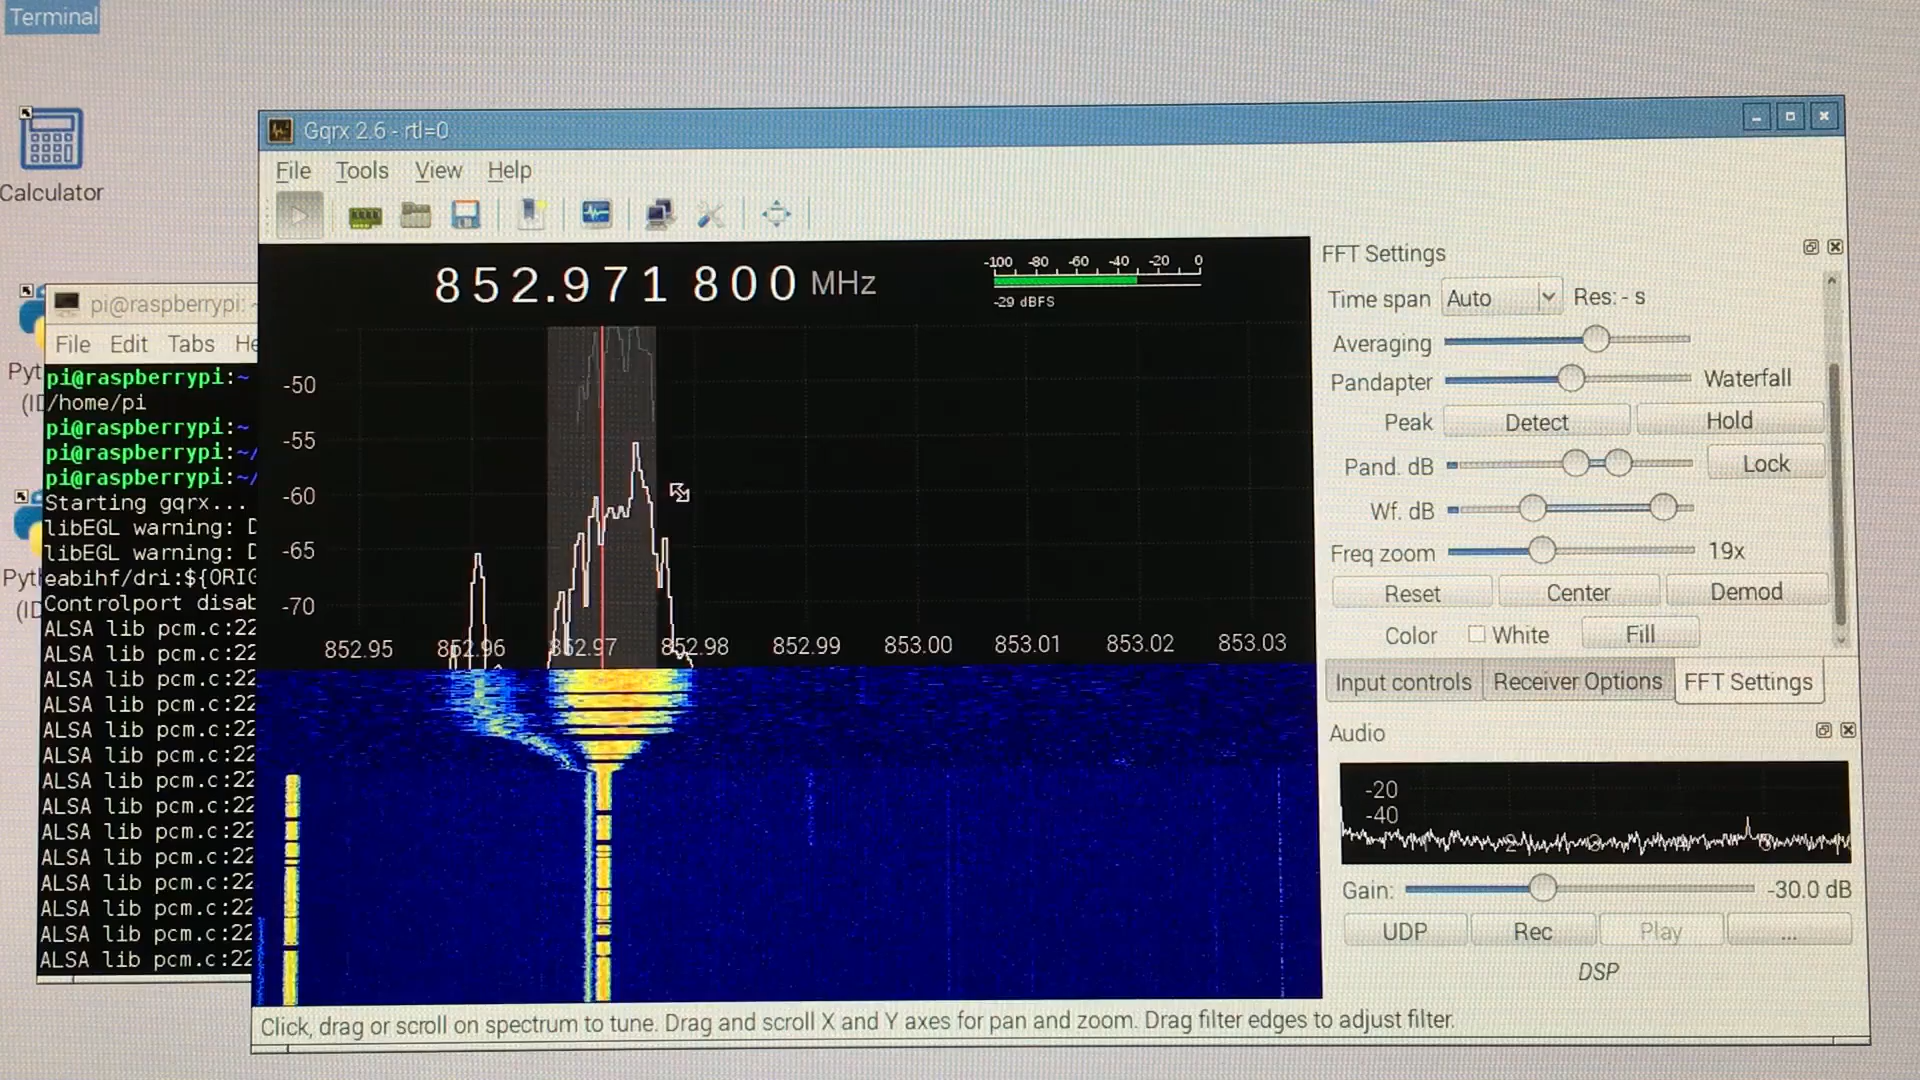 Terminal
Calculator
Pyt
(ID
Pyth
(ID
pi@raspberrypi: ~
File Edit Tabs He
pi@raspberrypi:~
/home/pi
pi@raspberrypi:~
pi@raspberrypi:~/
pi@raspberrypi:~/
Starting gqrx...
libEGL warning: D
libEGL warning: D
eabihf/dri:${ORIG
Controlport disab
ALSA lib pcm.c:22
ALSA lib pcm.c:22
ALSA lib pcm.c:22
ALSA lib pcm.c:22
ALSA lib pcm.c:22
ALSA lib pcm.c:22
ALSA lib pcm.c:22
ALSA lib pcm.c:22
ALSA lib pcm.c:22
ALSA lib pcm.c:22
ALSA lib pcm.c:22
ALSA lib pcm.c:22
ALSA lib pcm.c:22
ALSA lib pcm.c:22
Gqrx 2.6 - rtl=0
File Tools View Help
852.971 800 MHz
-100 -80 -60 -40 -20 0
-29 dBFS
-50
-55
-60
-65
-70
852.95 852.96 852.97 852.98 852.99 853.00 853.01 853.02 853.03
FFT Settings
Time span Auto Res: - s
Averaging
Pandapter Waterfall
Peak Detect Hold
Pand. dB Lock
Wf. dB
Freq zoom 19x
Reset Center Demod
Color White Fill
Input controls Receiver Options FFT Settings
Audio
-20
-40
Gain: -30.0 dB
UDP Rec Play ...
DSP
Click, drag or scroll on spectrum to tune. Drag and scroll X and Y axes for pan and zoom. Drag filter edges to adjust filter.